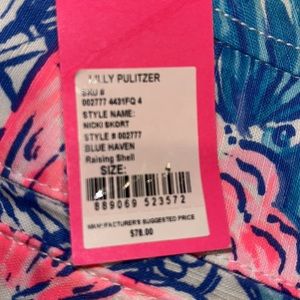 LILLY PULITZER
SKU #
002777 4431FQ 4
STYLE NAME:
NICKI SKORT
STYLE # 002777
BLUE HAVEN
Raising Shell
SIZE: 4
889069 523572
MANUFACTURER'S SUGGESTED PRICE
$78.00